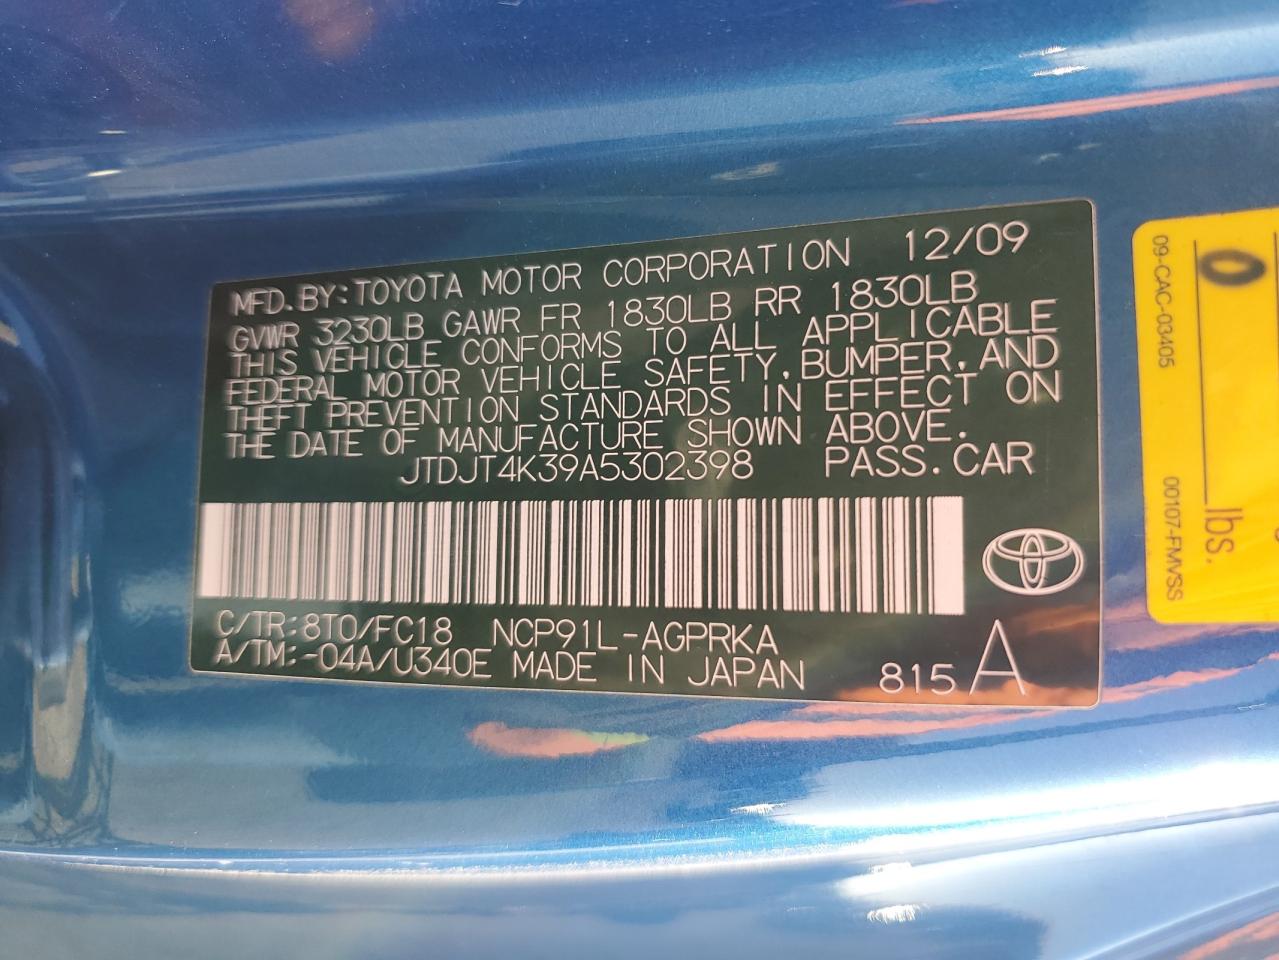 MFD.BY:TOYOTA MOTOR CORPORATION 12/09
GVWR 3230LB GAWR FR 1830LB RR 1830LB
THIS VEHICLE CONFORMS TO ALL APPLICABLE
FEDERAL MOTOR VEHICLE SAFETY,BUMPER,AND
THEFT PREVENTION STANDARDS IN EFFECT ON
THE DATE OF MANUFACTURE SHOWN ABOVE.
JTDJT4K39A5302398 PASS.CAR
C/TR:8T0/FC18 NCP91L-AGPRKA
A/TM:-04A/U340E MADE IN JAPAN 815 A
09-CAC-03405
00107-FMVSS
0
lbs.